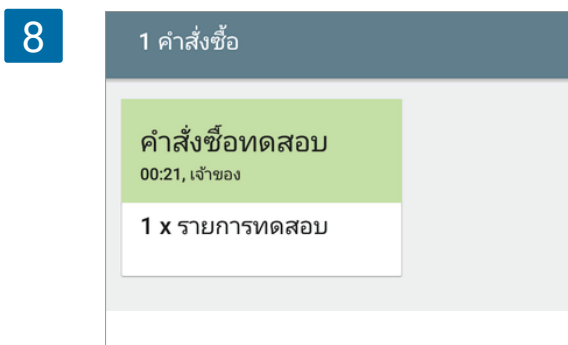 8
1 คำสั่งซื้อ
คำสั่งซื้อทดสอบ
00:21, เจ้าของ
1 x รายการทดสอบ